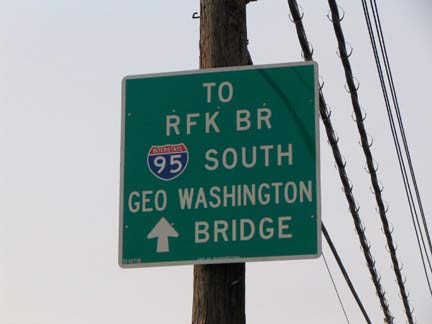 TO
RFK BR
INTERSTATE
95 SOUTH
GEO WASHINGTON
BRIDGE